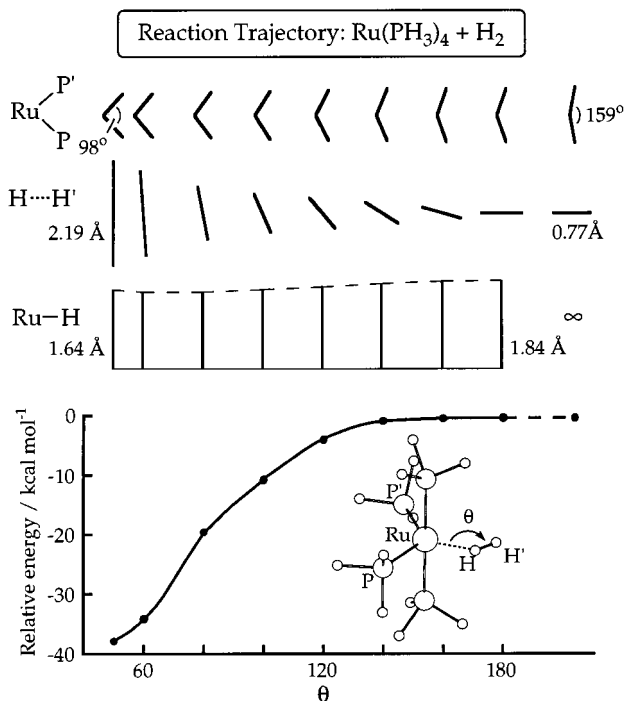 Reaction Trajectory: Ru(PH₃)₄ + H₂
P'
Ru
P 98° 159°
H┄┄H'
2.19 Å 0.77Å
Ru—H ∞
1.64 Å 1.84 Å
Relative energy / kcal mol⁻¹
0
-10
-20
-30
-40
P'
θ
Ru
H H'
P
60 120 180
θ